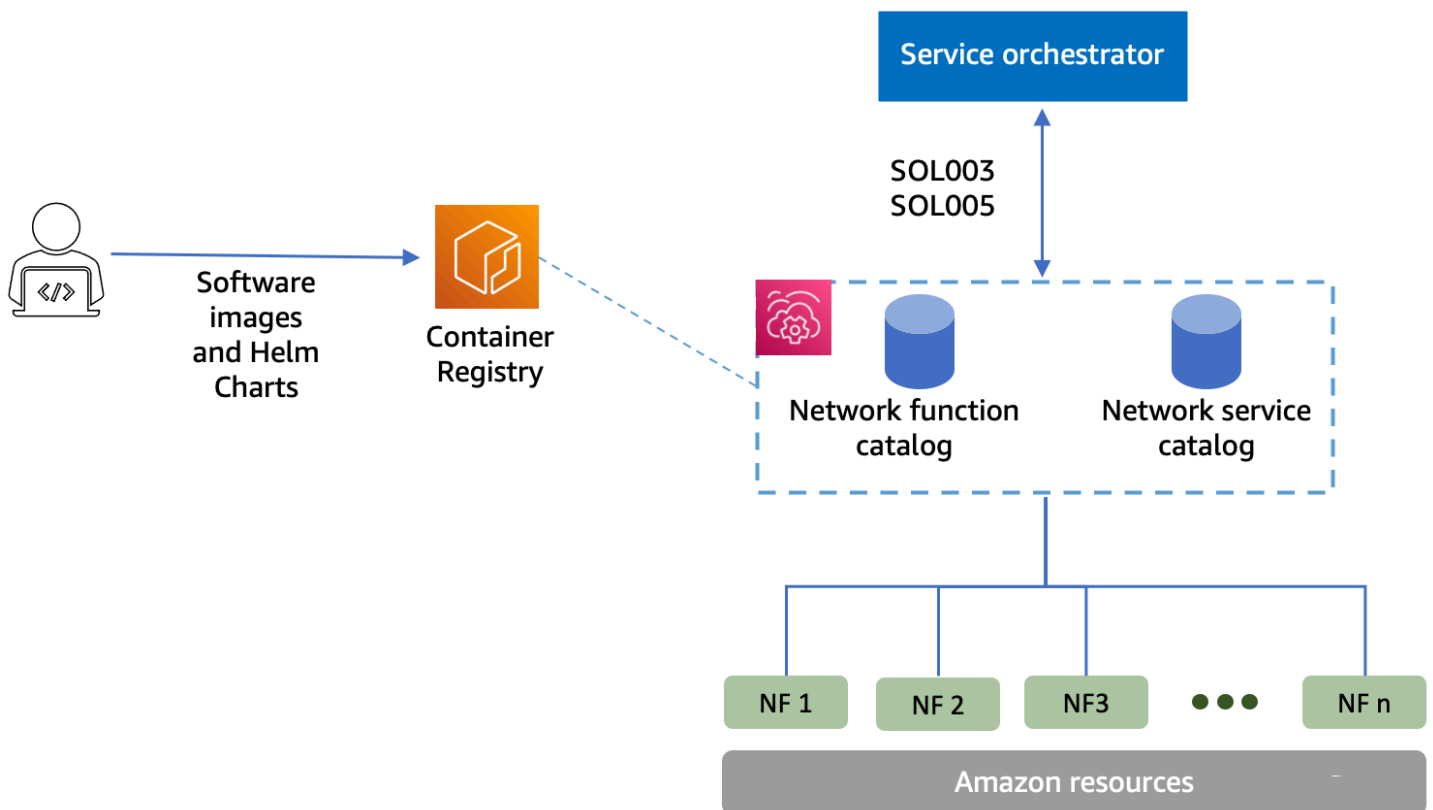 Service orchestrator
SOL003
SOL005
</>
Software
images
and Helm
Charts
Container
Registry
Network function
catalog
Network service
catalog
NF 1
NF 2
NF3
NF n
Amazon resources